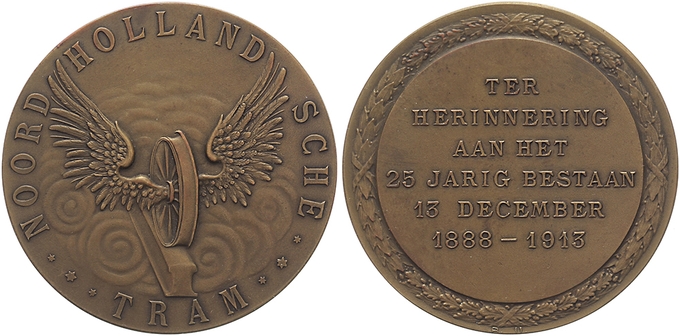 NOORD HOLLANDSCHE
TRAM
TER
HERINNERING
AAN HET
25 JARIG BESTAAN
13 DECEMBER
1888 – 1913